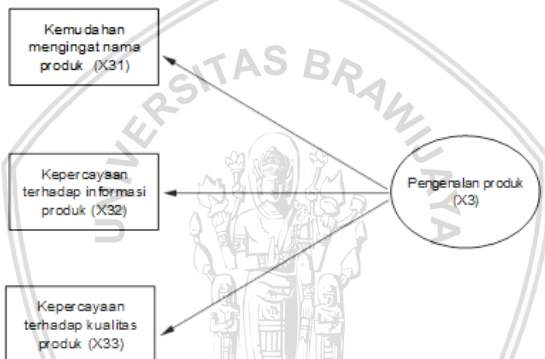 Kemudahan
mengingat nama
produk (X31)
UNIVERSITAS BRAWIJAYA
Kepercayaan
terhadap informasi
produk (X32)
Pengenalan produk
(X3)
Kepercayaan
terhadap kualitas
produk (X33)